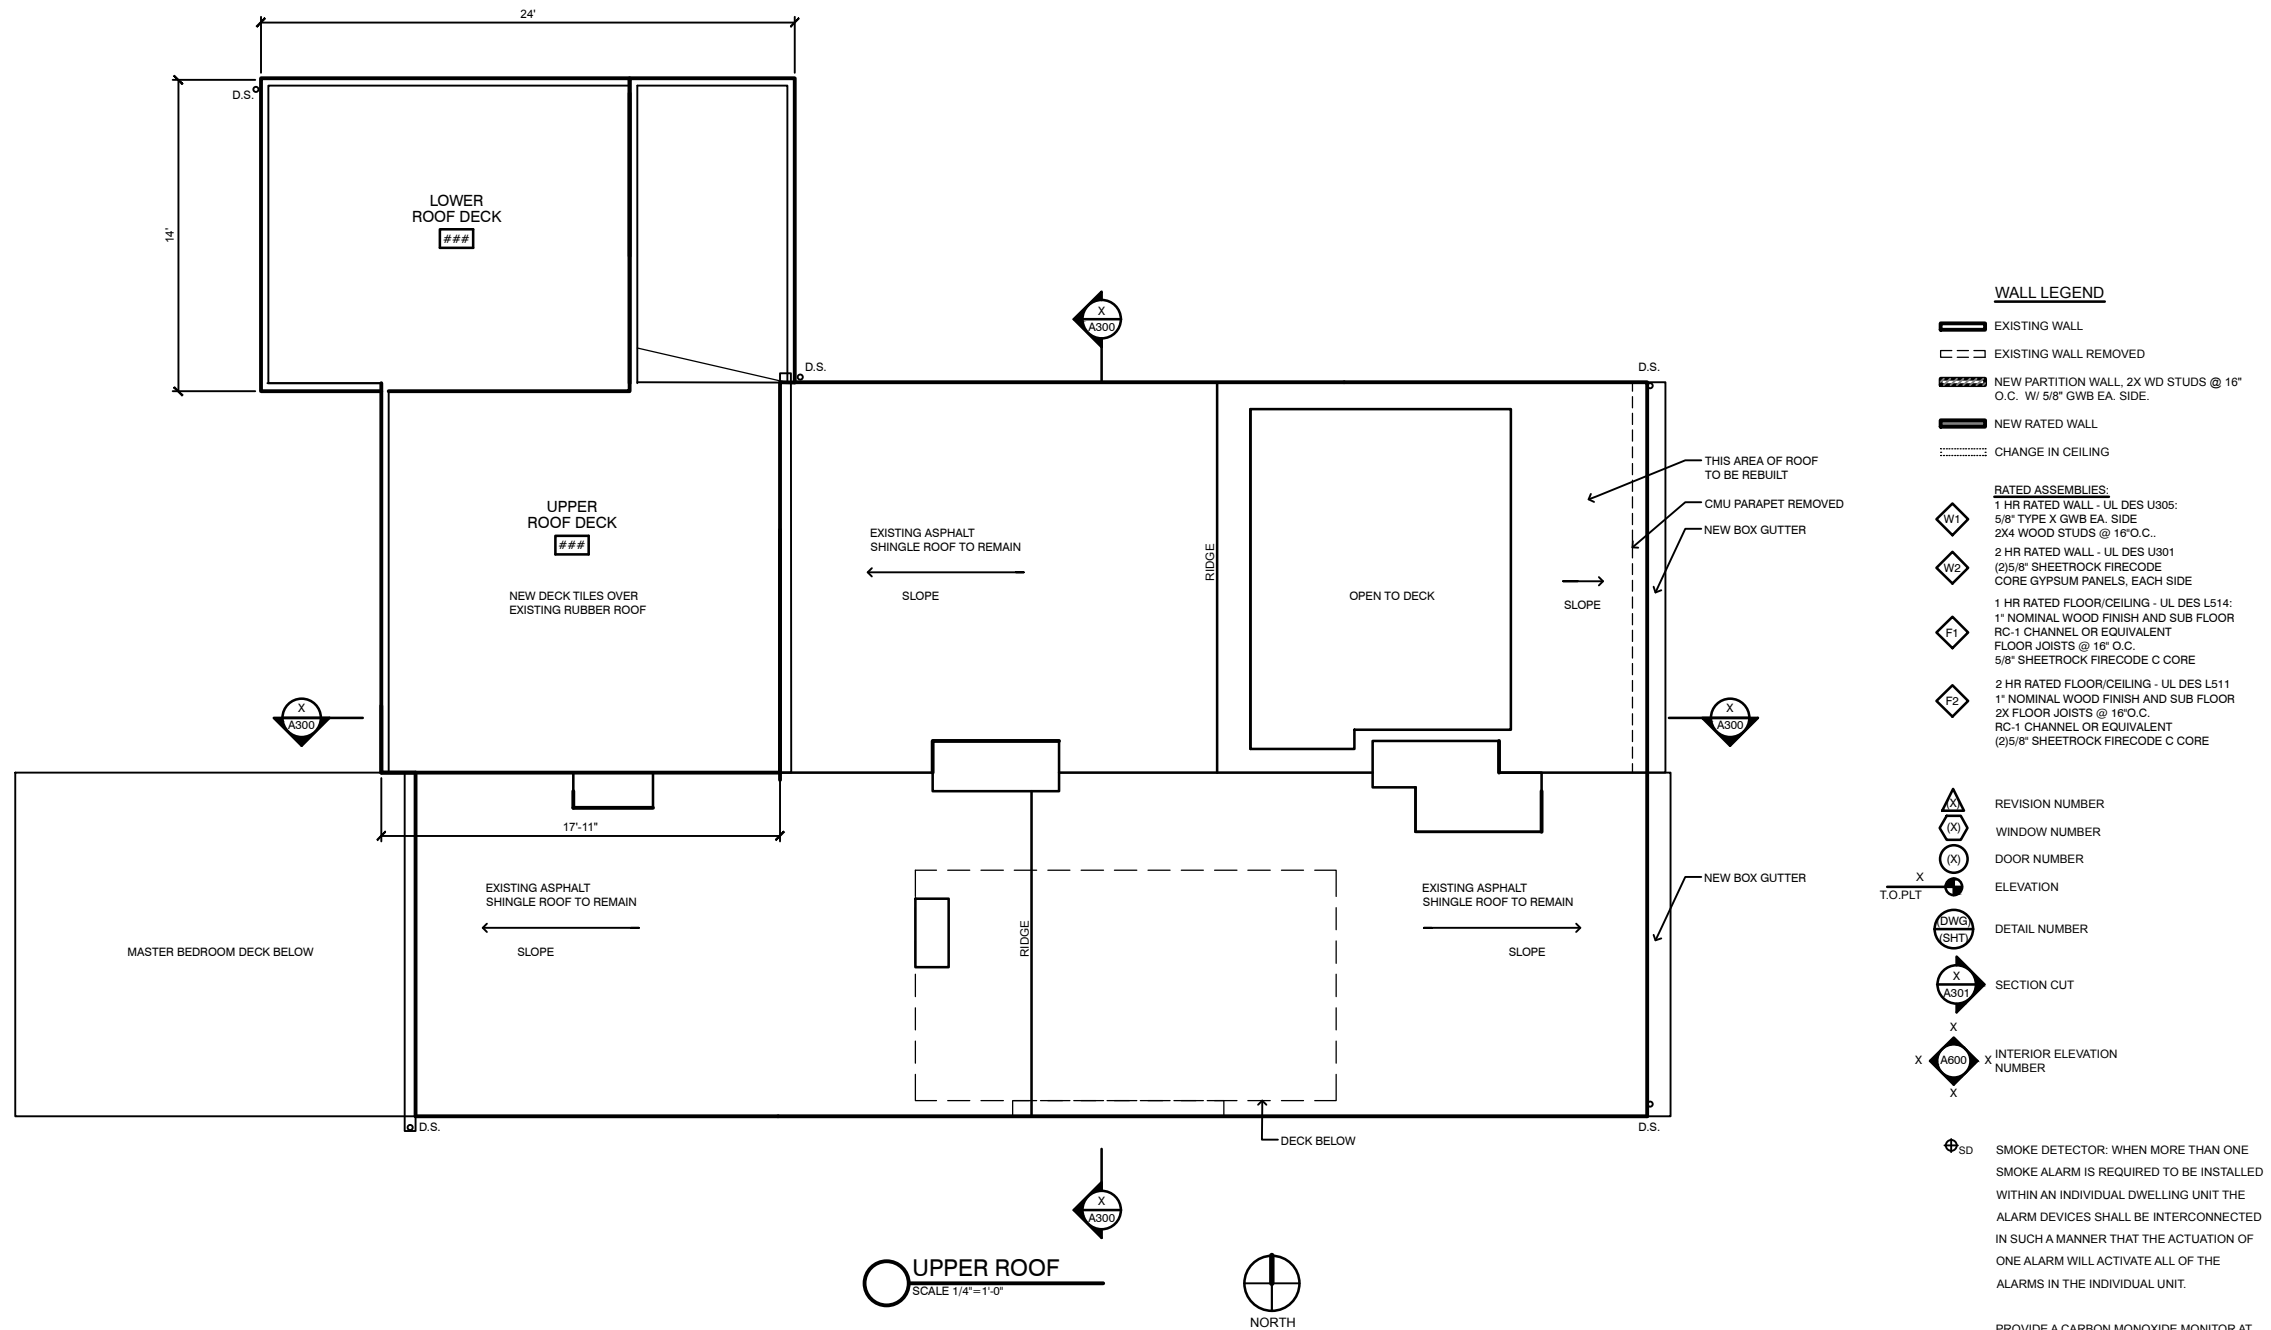 24'
D.S.
14'
LOWER
ROOF DECK
###
X
A300
D.S.
D.S.
UPPER
ROOF DECK
###
NEW DECK TILES OVER
EXISTING RUBBER ROOF
EXISTING ASPHALT
SHINGLE ROOF TO REMAIN
SLOPE
RIDGE
OPEN TO DECK
SLOPE
THIS AREA OF ROOF
TO BE REBUILT
CMU PARAPET REMOVED
NEW BOX GUTTER
X
A300
X
A300
17'-11"
EXISTING ASPHALT
SHINGLE ROOF TO REMAIN
SLOPE
MASTER BEDROOM DECK BELOW
RIDGE
EXISTING ASPHALT
SHINGLE ROOF TO REMAIN
SLOPE
NEW BOX GUTTER
D.S.
DECK BELOW
D.S.
X
A300
UPPER ROOF
SCALE 1/4"=1'-0"
NORTH
WALL LEGEND
EXISTING WALL
EXISTING WALL REMOVED
NEW PARTITION WALL, 2X WD STUDS @ 16"
O.C. W/ 5/8" GWB EA. SIDE.
NEW RATED WALL
CHANGE IN CEILING
RATED ASSEMBLIES:
W1
1 HR RATED WALL - UL DES U305:
5/8" TYPE X GWB EA. SIDE
2X4 WOOD STUDS @ 16"O.C..
W2
2 HR RATED WALL - UL DES U301
(2)5/8" SHEETROCK FIRECODE
CORE GYPSUM PANELS, EACH SIDE
F1
1 HR RATED FLOOR/CEILING - UL DES L514:
1" NOMINAL WOOD FINISH AND SUB FLOOR
RC-1 CHANNEL OR EQUIVALENT
FLOOR JOISTS @ 16" O.C.
5/8" SHEETROCK FIRECODE C CORE
F2
2 HR RATED FLOOR/CEILING - UL DES L511
1" NOMINAL WOOD FINISH AND SUB FLOOR
2X FLOOR JOISTS @ 16"O.C.
RC-1 CHANNEL OR EQUIVALENT
(2)5/8" SHEETROCK FIRECODE C CORE
(X) REVISION NUMBER
(X) WINDOW NUMBER
(X) DOOR NUMBER
X
T.O.PLT
ELEVATION
(DWG)
(SHT)
DETAIL NUMBER
X
A301
SECTION CUT
X
X A600 X
X
INTERIOR ELEVATION
NUMBER
SD
SMOKE DETECTOR: WHEN MORE THAN ONE
SMOKE ALARM IS REQUIRED TO BE INSTALLED
WITHIN AN INDIVIDUAL DWELLING UNIT THE
ALARM DEVICES SHALL BE INTERCONNECTED
IN SUCH A MANNER THAT THE ACTUATION OF
ONE ALARM WILL ACTIVATE ALL OF THE
ALARMS IN THE INDIVIDUAL UNIT.
PROVIDE A CARBON MONOXIDE MONITOR AT